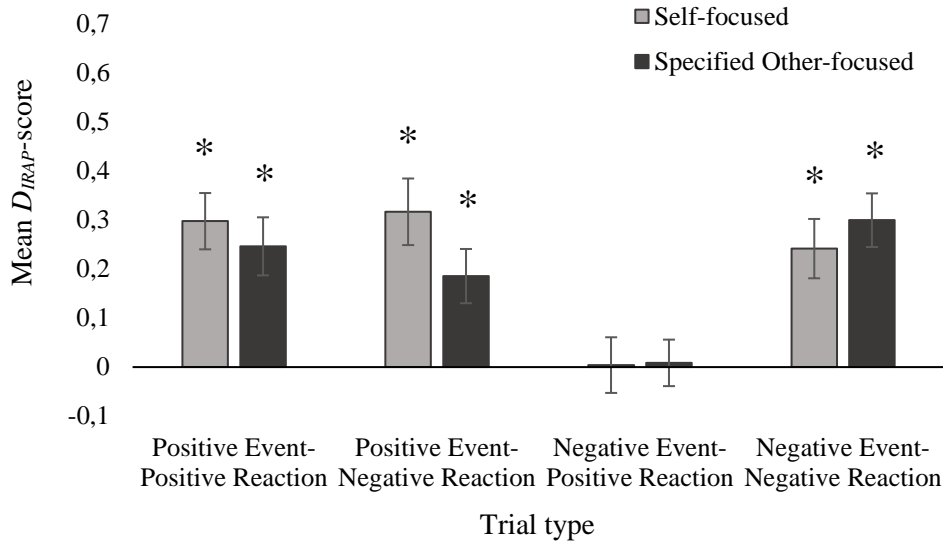 0,7
0,6
0,5
0,4
0,3
0,2
0,1
0
-0,1
Mean D_IRAP-score
Self-focused
Specified Other-focused
* * * * * *
Positive Event-
Positive Reaction
Positive Event-
Negative Reaction
Negative Event-
Positive Reaction
Negative Event-
Negative Reaction
Trial type